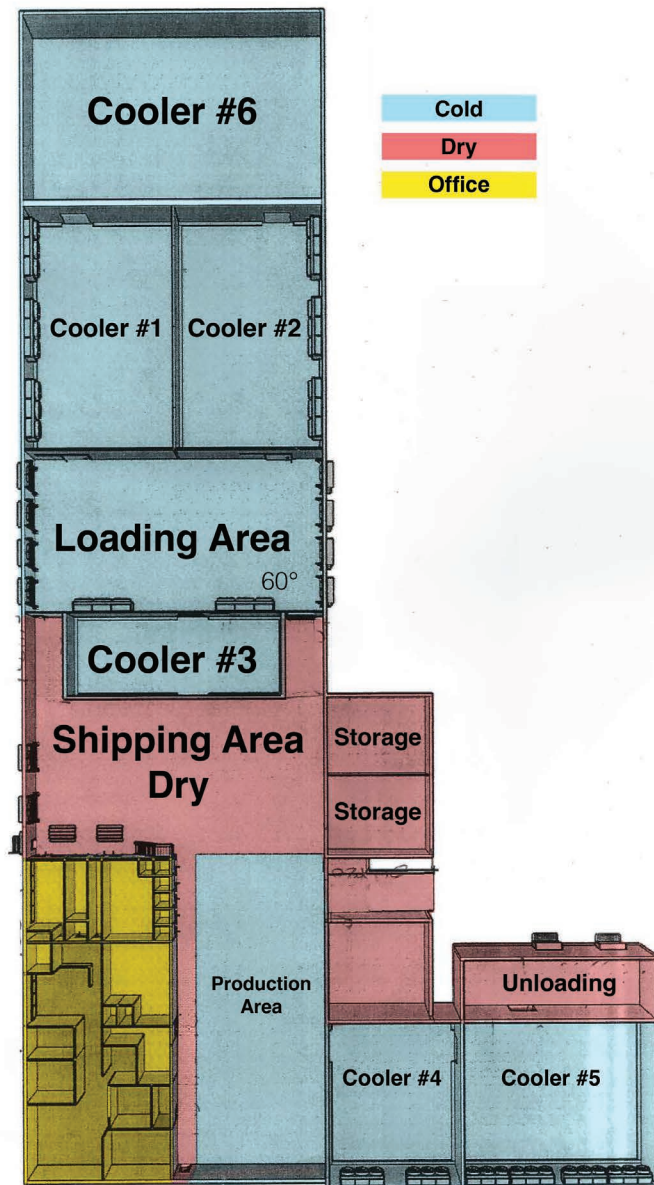 Cooler #6
Cold
Dry
Office
Cooler #1
Cooler #2
Loading Area
60°
Cooler #3
Shipping Area
Dry
Storage
Storage
Production
Area
Unloading
Cooler #4
Cooler #5